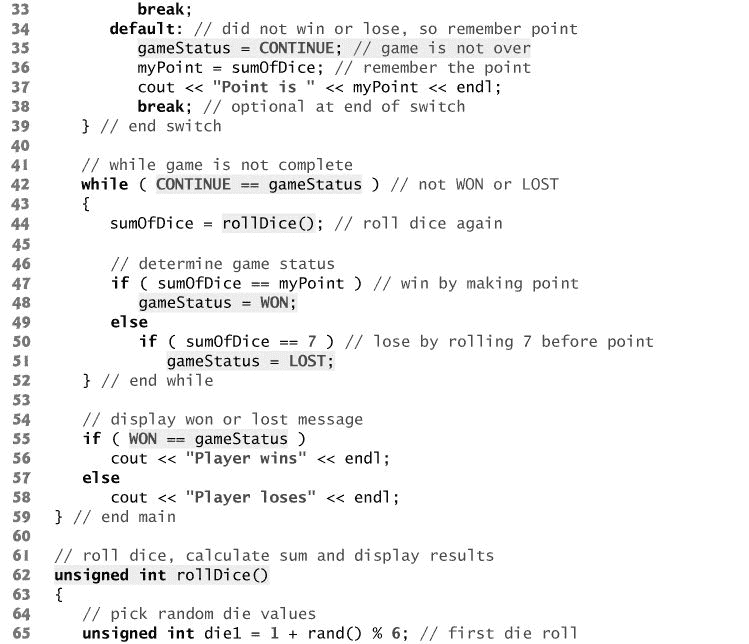 33 break;
34 default: // did not win or lose, so remember point
35 gameStatus = CONTINUE; // game is not over
36 myPoint = sumOfDice; // remember the point
37 cout << "Point is " << myPoint << endl;
38 break; // optional at end of switch
39 } // end switch
40
41 // while game is not complete
42 while ( CONTINUE == gameStatus ) // not WON or LOST
43 {
44 sumOfDice = rollDice(); // roll dice again
45
46 // determine game status
47 if ( sumOfDice == myPoint ) // win by making point
48 gameStatus = WON;
49 else
50 if ( sumOfDice == 7 ) // lose by rolling 7 before point
51 gameStatus = LOST;
52 } // end while
53
54 // display won or lost message
55 if ( WON == gameStatus )
56 cout << "Player wins" << endl;
57 else
58 cout << "Player loses" << endl;
59 } // end main
60
61 // roll dice, calculate sum and display results
62 unsigned int rollDice()
63 {
64 // pick random die values
65 unsigned int die1 = 1 + rand() % 6; // first die roll